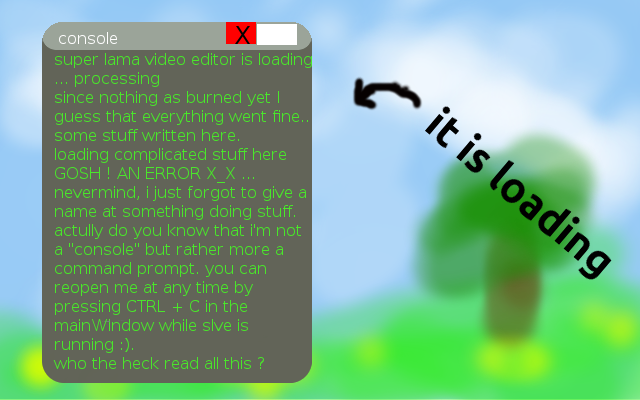 console X
super lama video editor is loading
... processing
since nothing as burned yet I
guess that everything went fine..
some stuff written here.
loading complicated stuff here
GOSH ! AN ERROR X_X ...
nevermind, i just forgot to give a
name at something doing stuff.
actully do you know that i'm not
a "console" but rather more a
command prompt. you can
reopen me at any time by
pressing CTRL + C in the
mainWIndow while slve is
running :).
who the heck read all this ?
it is loading